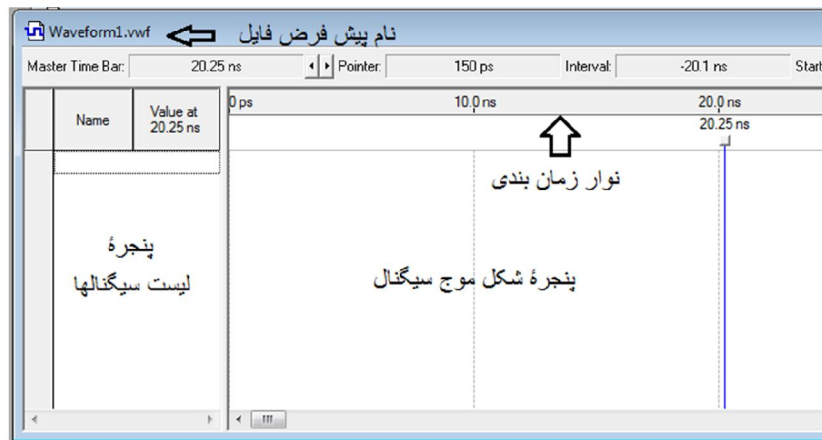 Waveform1.vwf نام پیش فرض فایل
Master Time Bar: 20.25 ns Pointer: 150 ps Interval: -20.1 ns Start
Name
Value at
20.25 ns
0 ps 10.0 ns 20.0 ns
20.25 ns
نوار زمان بندی
پنجرهٔ
لیست سیگنالها
پنجرهٔ شکل موج سیگنال